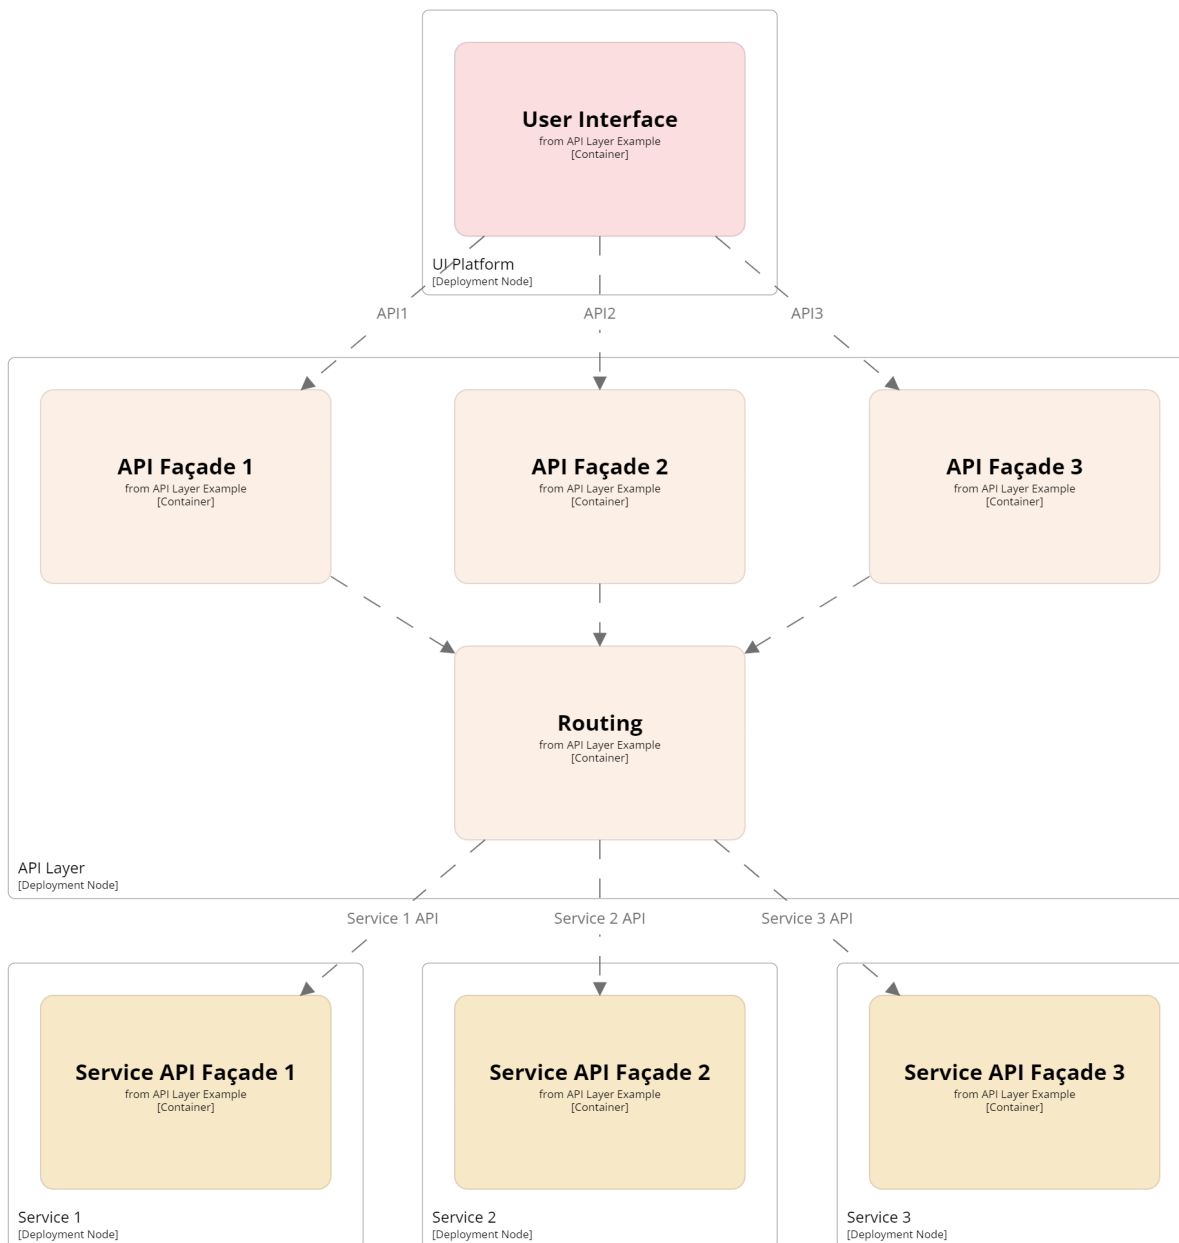 User Interface
from API Layer Example
[Container]
UI Platform
[Deployment Node]
API1
API2
API3
API Façade 1
from API Layer Example
[Container]
API Façade 2
from API Layer Example
[Container]
API Façade 3
from API Layer Example
[Container]
Routing
from API Layer Example
[Container]
API Layer
[Deployment Node]
Service 1 API
Service 2 API
Service 3 API
Service API Façade 1
from API Layer Example
[Container]
Service API Façade 2
from API Layer Example
[Container]
Service API Façade 3
from API Layer Example
[Container]
Service 1
[Deployment Node]
Service 2
[Deployment Node]
Service 3
[Deployment Node]